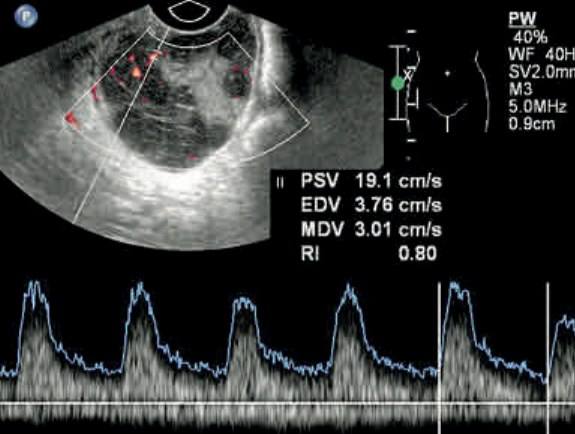 P
PW
40%
WF 40H
SV2.0mm
M3
5.0MHz
0.9cm
PSV 19.1 cm/s
EDV 3.76 cm/s
MDV 3.01 cm/s
RI 0.80